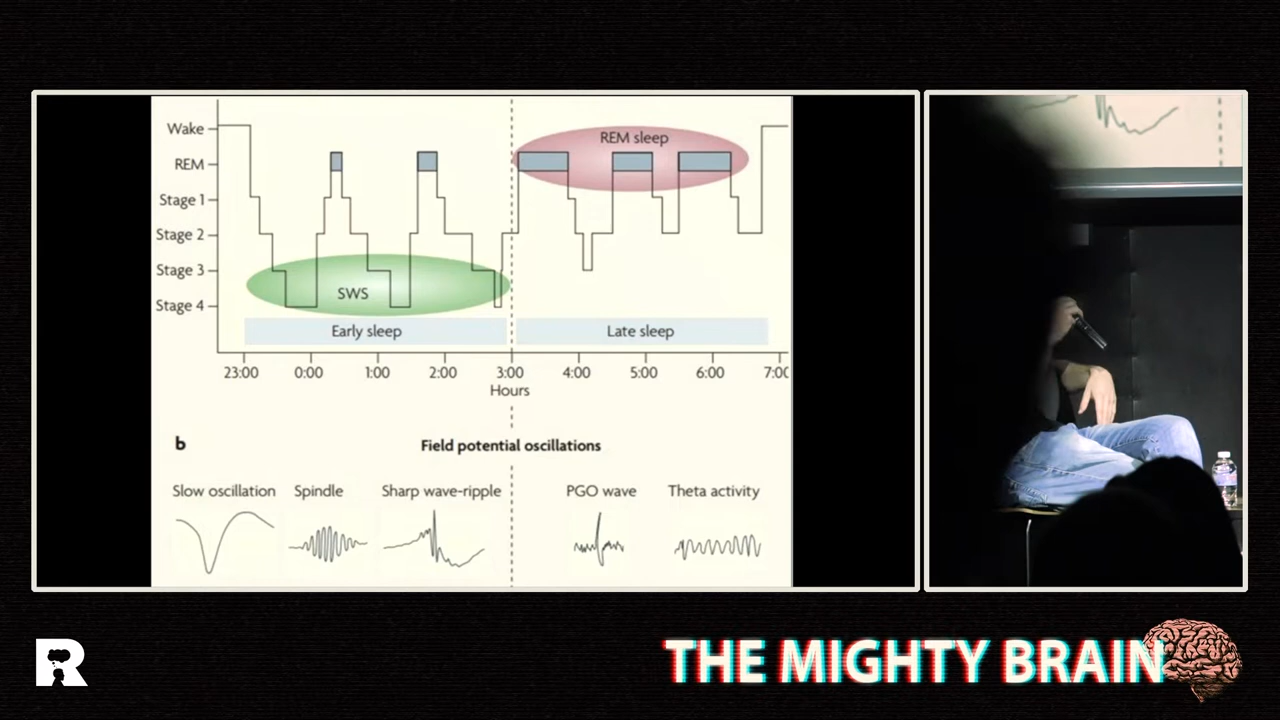 Wake
REM
Stage 1
Stage 2
Stage 3
Stage 4
REM sleep
SWS
Early sleep
Late sleep
23:00 0:00 1:00 2:00 3:00 4:00 5:00 6:00 7:00
Hours
b
Field potential oscillations
Slow oscillation Spindle Sharp wave-ripple PGO wave Theta activity
R
THE MIGHTY BRAIN